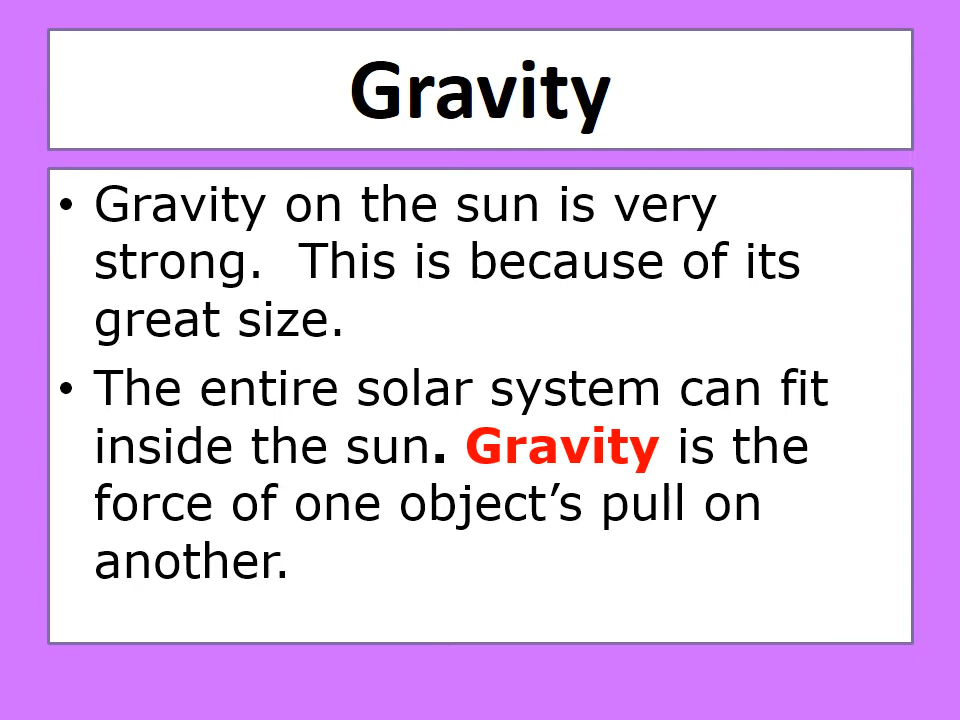 Gravity
• Gravity on the sun is very
strong.  This is because of its
great size.
• The entire solar system can fit
inside the sun. Gravity is the
force of one object’s pull on
another.